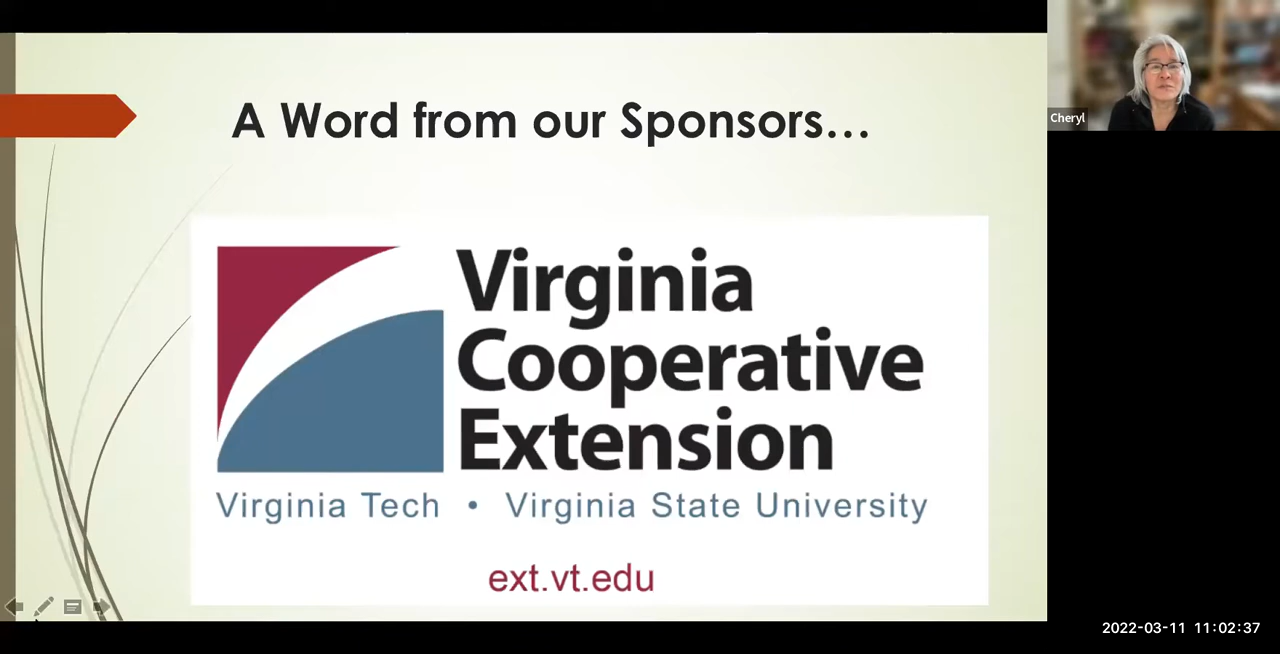 A Word from our Sponsors…
Cheryl
Virginia
Cooperative
Extension
Virginia Tech • Virginia State University
ext.vt.edu
2022-03-11 11:02:37